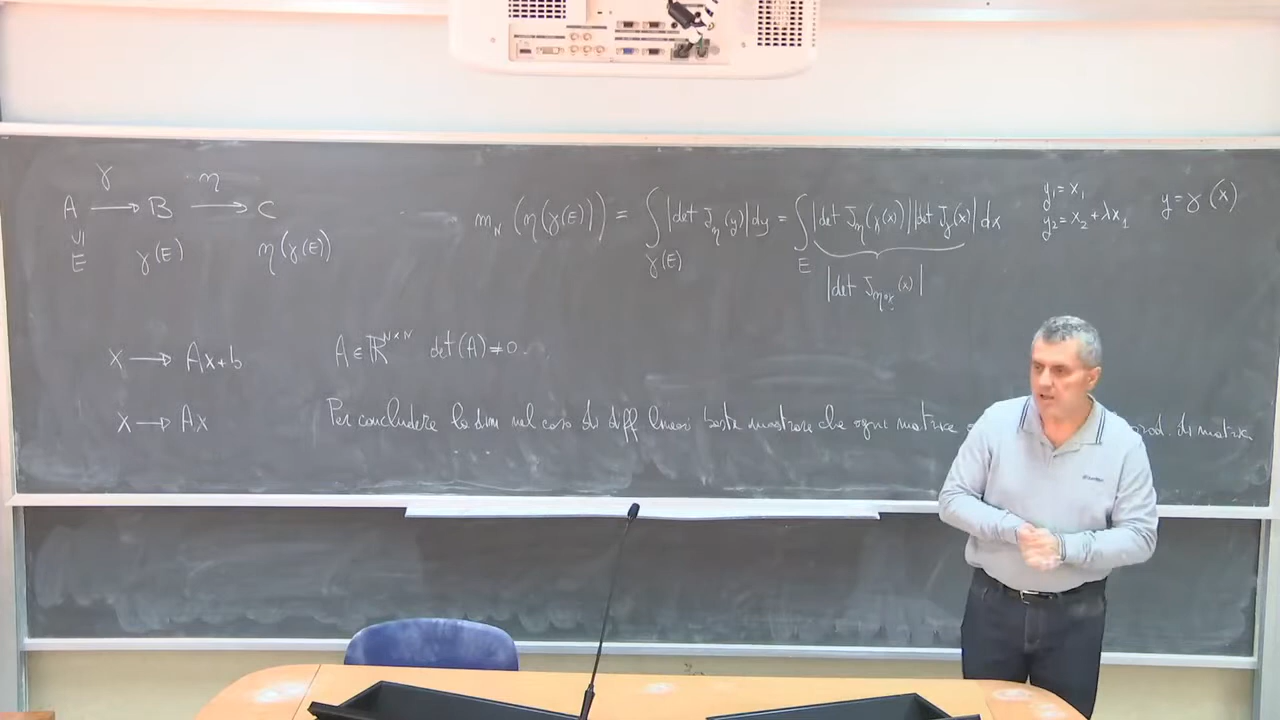 γ η
A → B → C
⊆
E γ(E) η(γ(E))
m_N (η(γ(E))) = ∫_{γ(E)} |det J_η(y)| dy = ∫_E |det J_η(γ(x))| |det J_γ(x)| dx
|det J_{η∘γ}(x)|
y₁ = x₁
y₂ = x₂ + λx₁
y = γ(x)
x → Ax + b A ∈ ℝ^{N×N} det(A) ≠ 0
x → Ax Per concludere la dim nel caso di diff lineari basta mostrare che ogni matrice prod. di matrici